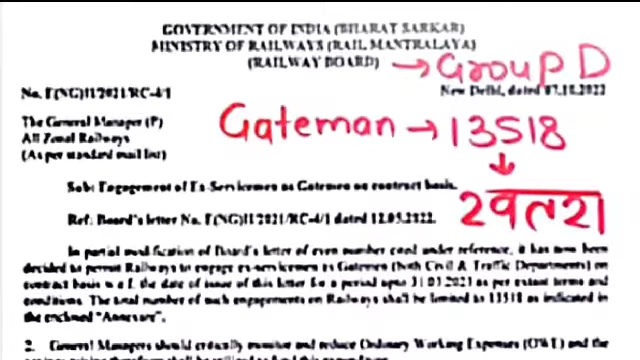 GOVERNMENT OF INDIA (BHARAT SARKAR)
MINISTRY OF RAILWAYS (RAIL MANTRALAYA)
(RAILWAY BOARD) → Group D
No. E(NG)II/2021/RC-4/1
New Delhi, dated 07.10.2022
The General Manager (P)
All Zonal Railways
(As per standard mail list)
Gateman → 13518
↓
खतरा
Sub: Engagement of Ex-Servicemen as Gatemen on contract basis.
Ref: Board's letter No. E(NG)II/2021/RC-4/1 dated 12.05.2022.
In partial modification of Board's letter of even number cited under reference, it has now been
decided to permit Railways to engage ex-servicemen as Gatemen (both Civil & Traffic Departments) on
contract basis w.e.f. the date of issue of this letter for a period upto as per extant terms and
conditions. The total number of such engagements on Railways shall be limited to 13518 as indicated in
the enclosed "Annexure".
2. General Managers should critically monitor and reduce Ordinary Working Expenses (OWE) and the